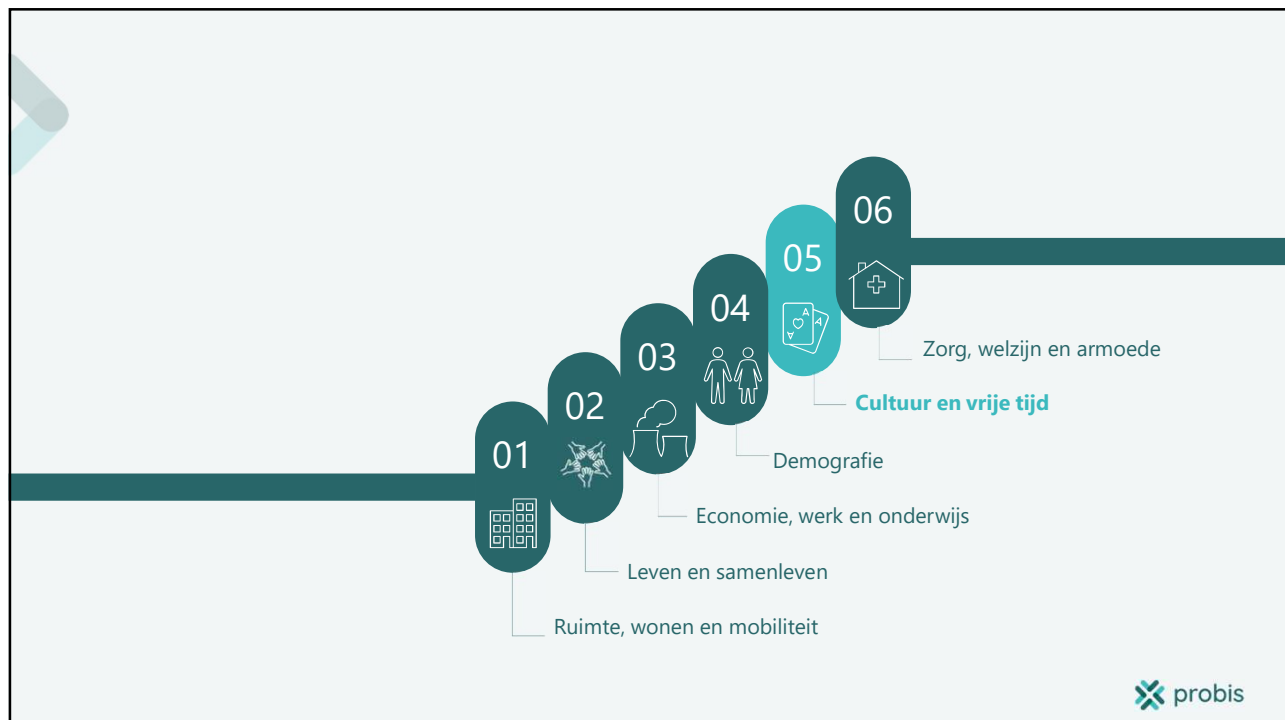 01
Ruimte, wonen en mobiliteit
02
Leven en samenleven
03
Economie, werk en onderwijs
04
Demografie
05
A
A
A
Cultuur en vrije tijd
06
Zorg, welzijn en armoede
probis